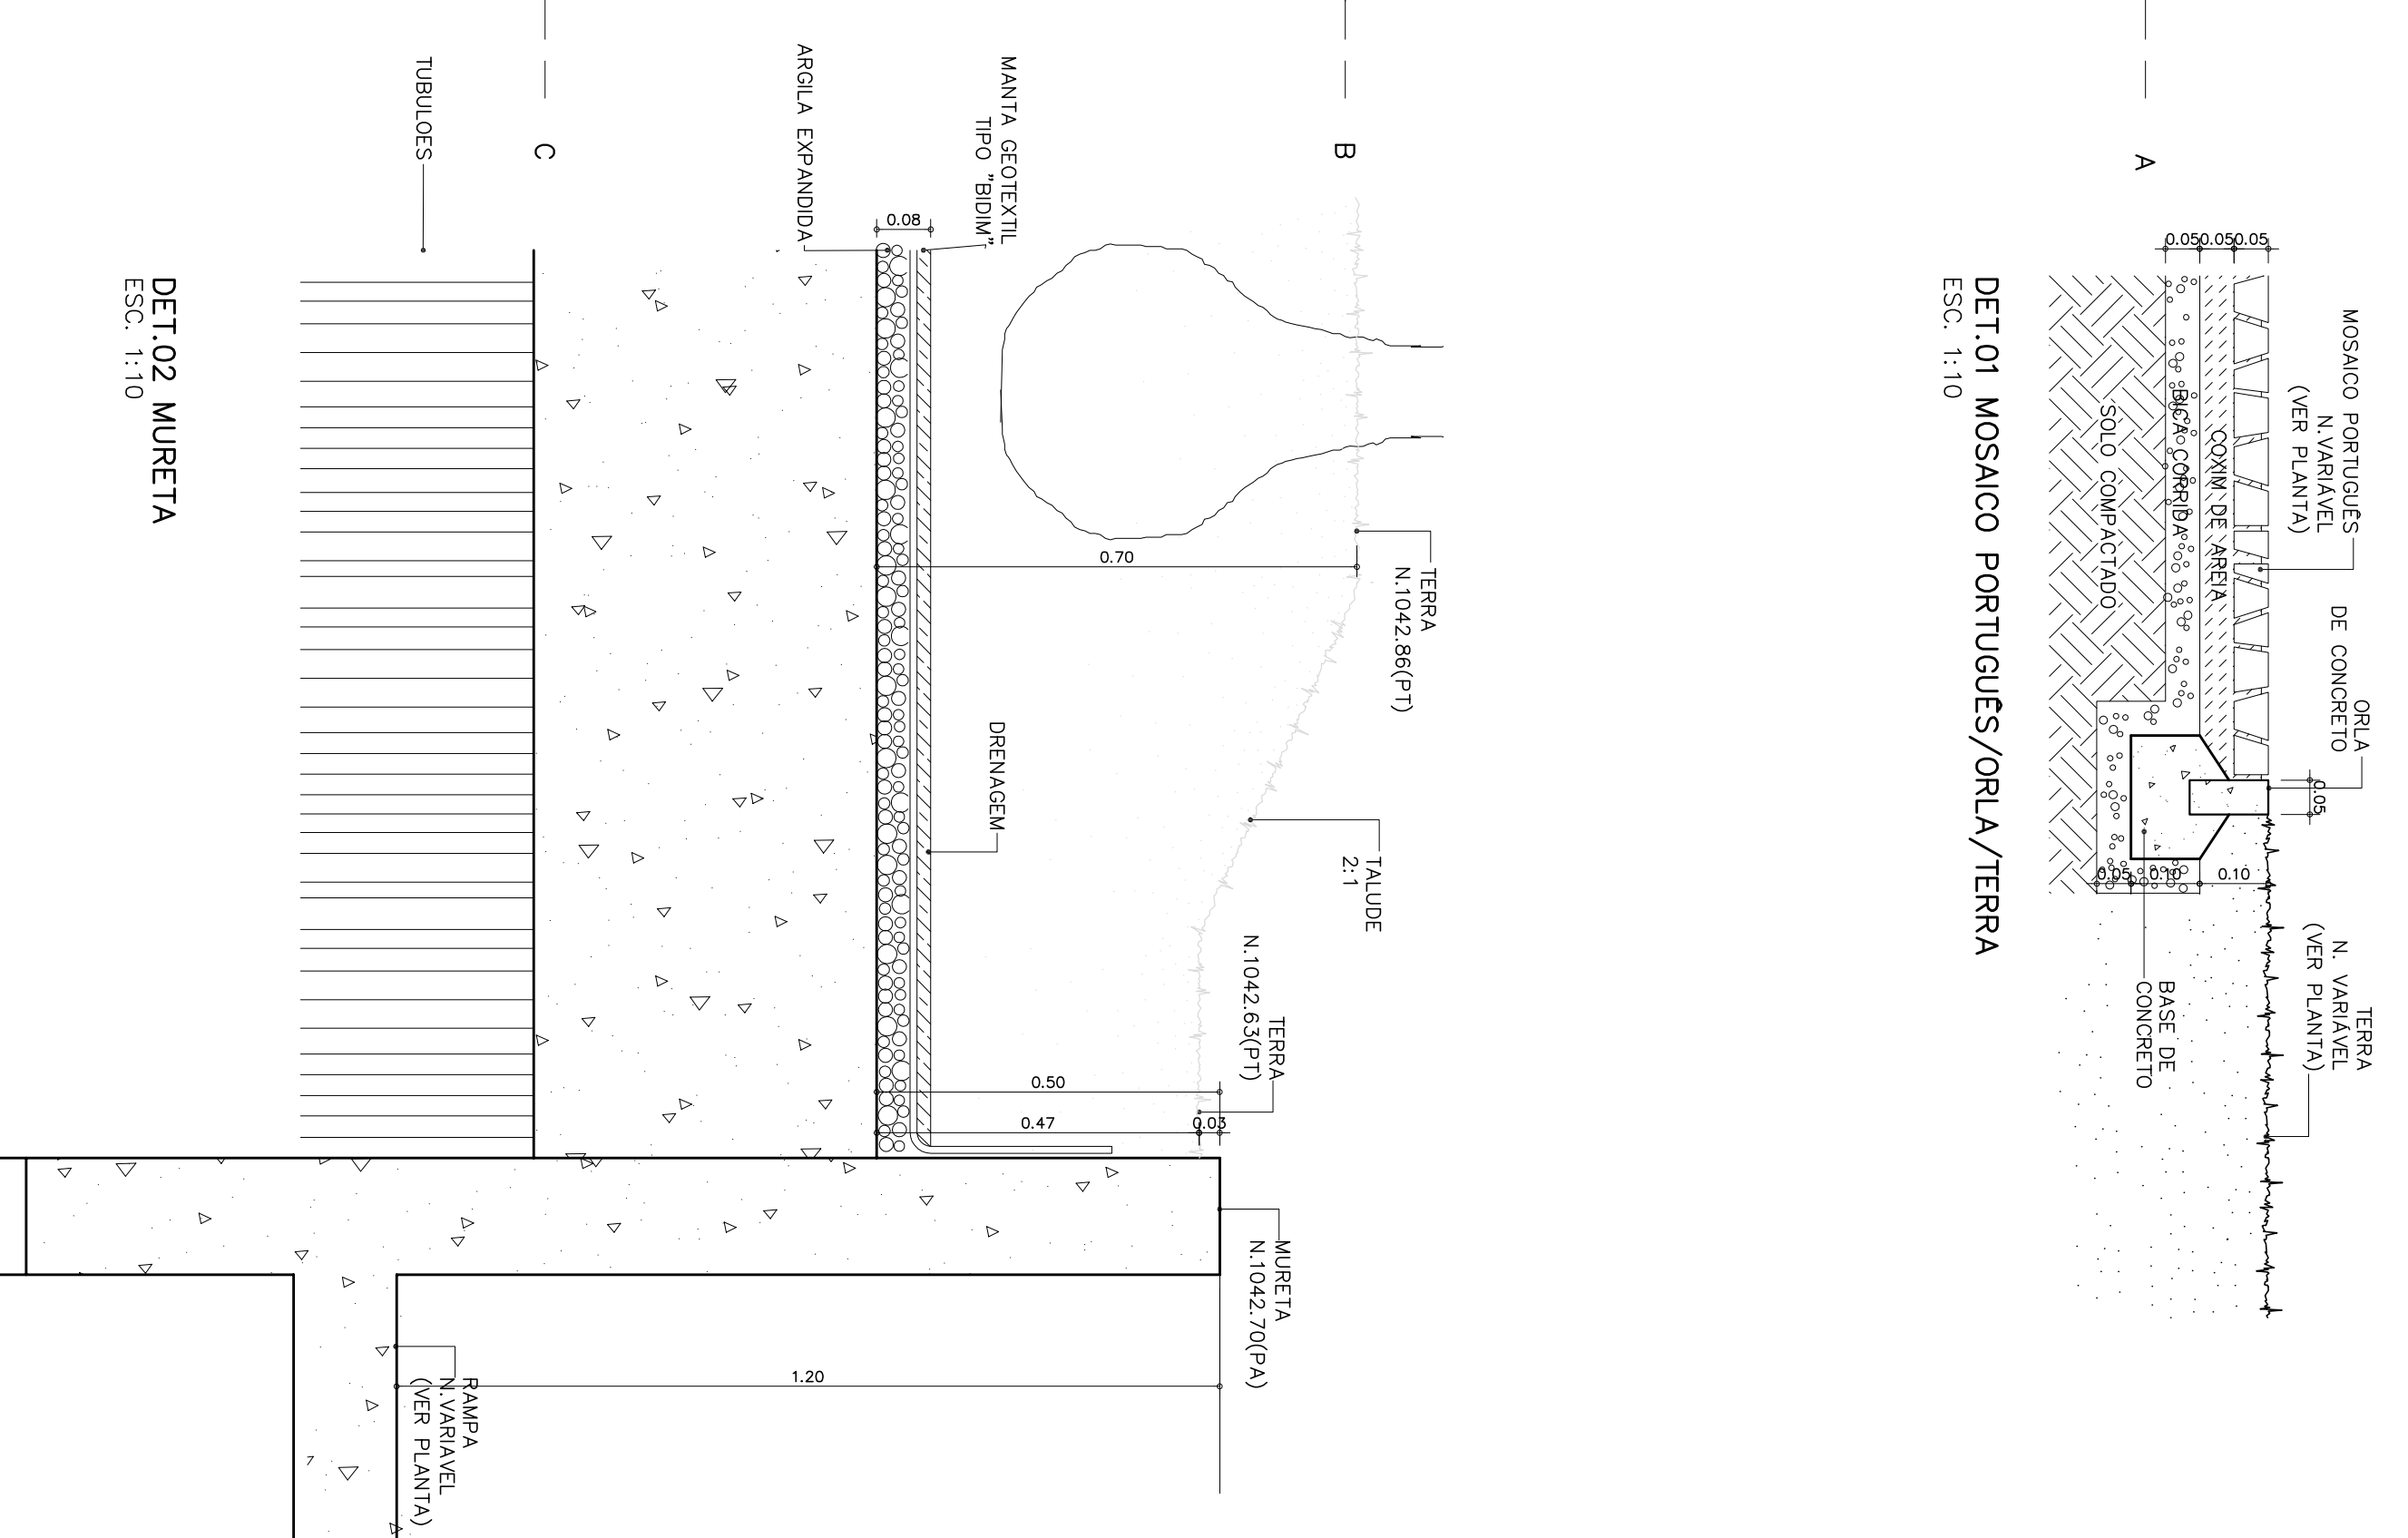 A
0.05
0.05
0.05
MOSAICO PORTUGUÊS
N.VARIÁVEL
(VER PLANTA)
ORLA
DE CONCRETO
0.05
TERRA
N. VARIÁVEL
(VER PLANTA)
COXIM DE AREIA
BICA CORRIDA
SOLO COMPACTADO
0.05
0.10
0.10
BASE DE
CONCRETO
DET.01 MOSAICO PORTUGUÊS/ORLA/TERRA
ESC. 1:10
B
TERRA
N.1042.86(PT)
TALUDE
2:1
TERRA
N.1042.63(PT)
MURETA
N.1042.70(PA)
0.70
0.50
0.47
0.03
1.20
MANTA GEOTEXTIL
TIPO "BIDIM"
DRENAGEM
0.08
ARGILA EXPANDIDA
C
TUBULOES
RAMPA
N.VARIAVEL
(VER PLANTA)
DET.02 MURETA
ESC. 1:10